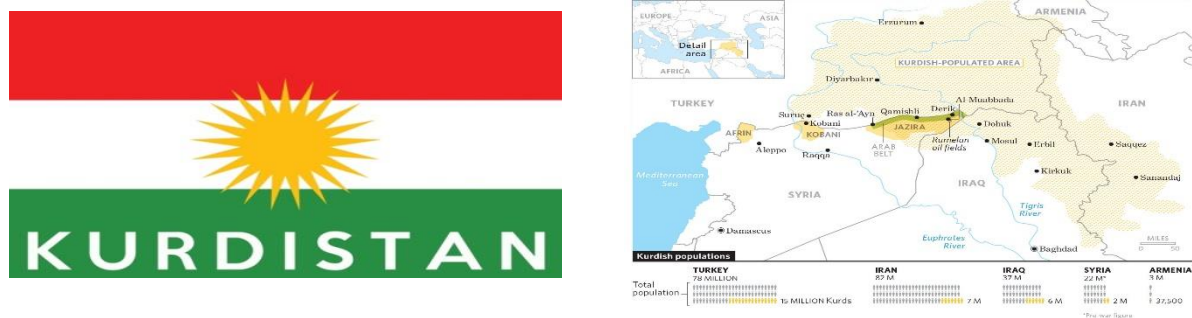 KURDISTAN
EUROPE
ASIA
Detail area
AFRICA
ARMENIA
Erzurum
KURDISH-POPULATED AREA
Diyarbakır
TURKEY
Al Muabbada
Suruç
Ras al-'Ayn
Qamishli
Derik
IRAN
AFRIN
Kobani
KOBANI
JAZIRA
Dohuk
Aleppo
Raqqa
ARAB BELT
Rumelan oil fields
Mosul
Erbil
Saqqez
Mediterranean Sea
SYRIA
IRAQ
Kirkuk
Sanandaj
Tigris River
Damascus
Euphrates River
Baghdad
MILES
0 50
Kurdish populations
TURKEY IRAN IRAQ SYRIA ARMENIA
78 MILLION 82 M 37 M 22 M* 3 M
Total population
15 MILLION Kurds 7 M 6 M 2 M 37,500